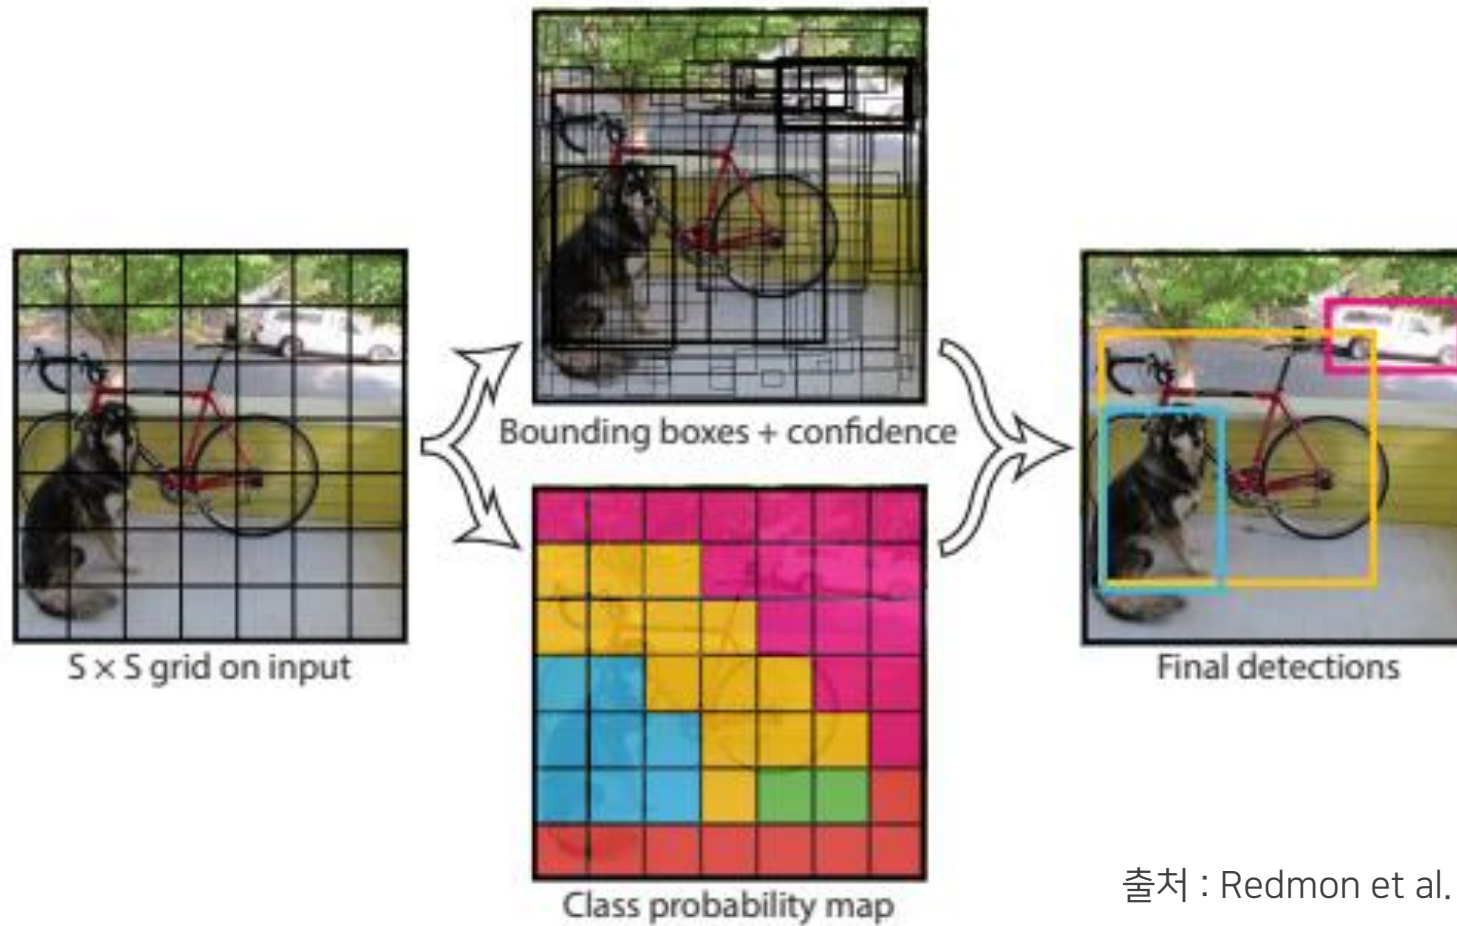 Bounding boxes + confidence
S × S grid on input
Final detections
Class probability map
출처 : Redmon et al.